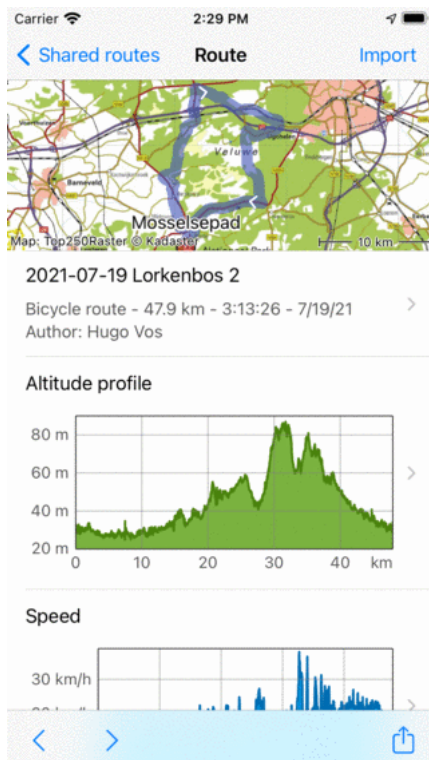 Carrier 2:29 PM
Shared routes Route Import
Veluwe
Barneveld
Mosselsepad
Map: Top250Raster © Kadaster 10 km
2021-07-19 Lorkenbos 2
Bicycle route - 47.9 km - 3:13:26 - 7/19/21
Author: Hugo Vos
Altitude profile
80 m
60 m
40 m
20 m
0 10 20 30 40 km
Speed
30 km/h